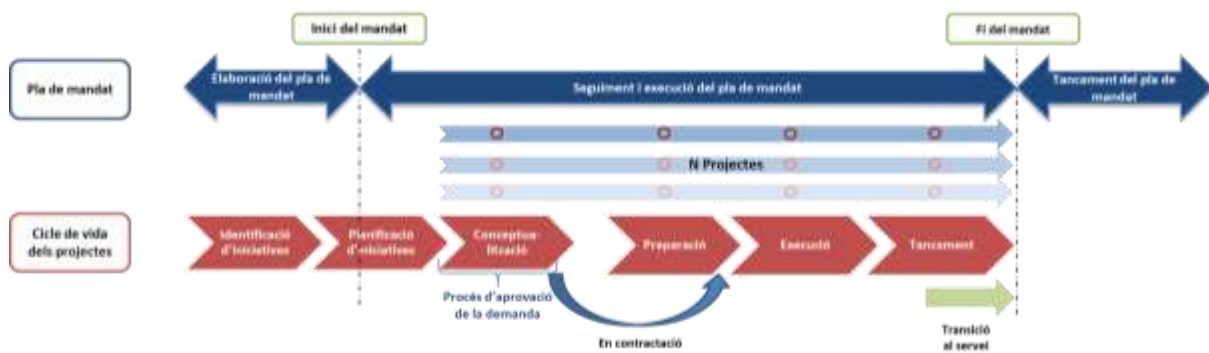 Inici del mandat
Fi del mandat
Pla de mandat
Elaboració del pla de
mandat
Seguiment i execució del pla de mandat
Tancament del pla de
mandat
N Projectes
Cicle de vida
dels projectes
Identificació
d'iniciatives
Planificació
d'iniciatives
Conceptua-
lització
Preparació
Execució
Tancament
Procés d'aprovació
de la demanda
En contractació
Transició
al servei